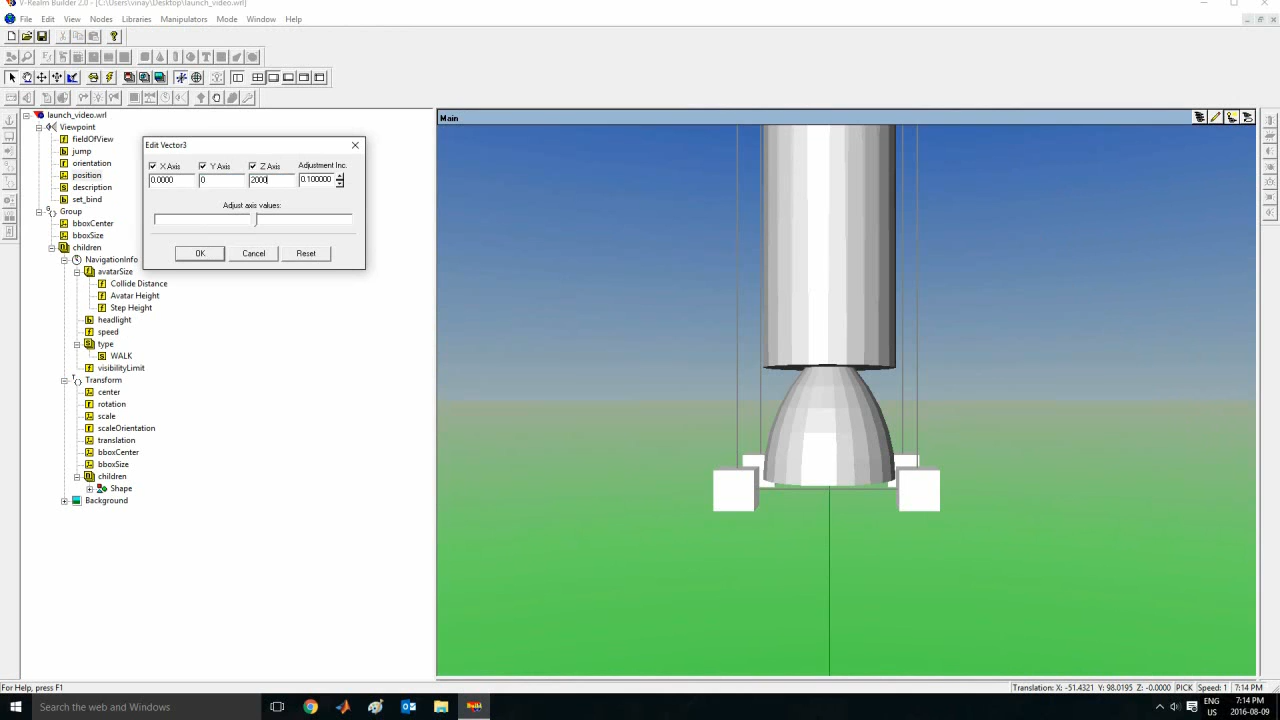 V-Realm Builder 2.0 - [C:\Users\vinay\Desktop\launch_video.wrl]
File Edit View Nodes Libraries Manipulators Mode Window Help
launch_video.wrl
Viewpoint
fieldOfView
jump
orientation
position
description
set_bind
Group
bboxCenter
bboxSize
children
NavigationInfo
avatarSize
Collide Distance
Avatar Height
Step Height
headlight
speed
type
WALK
visibilityLimit
Transform
center
rotation
scale
scaleOrientation
translation
bboxCenter
bboxSize
children
Shape
Background
Edit Vector3
X Axis Y Axis Z Axis Adjustment Inc.
0.0000 0 2000 0.100000
Adjust axis values:
OK Cancel Reset
Main
For Help, press F1
Translation: X: -51.4321 Y: 98.0195 Z: -0.0000 PICK Speed: 1 7:14 PM
Search the web and Windows
ENG 7:14 PM
US 2016-08-09